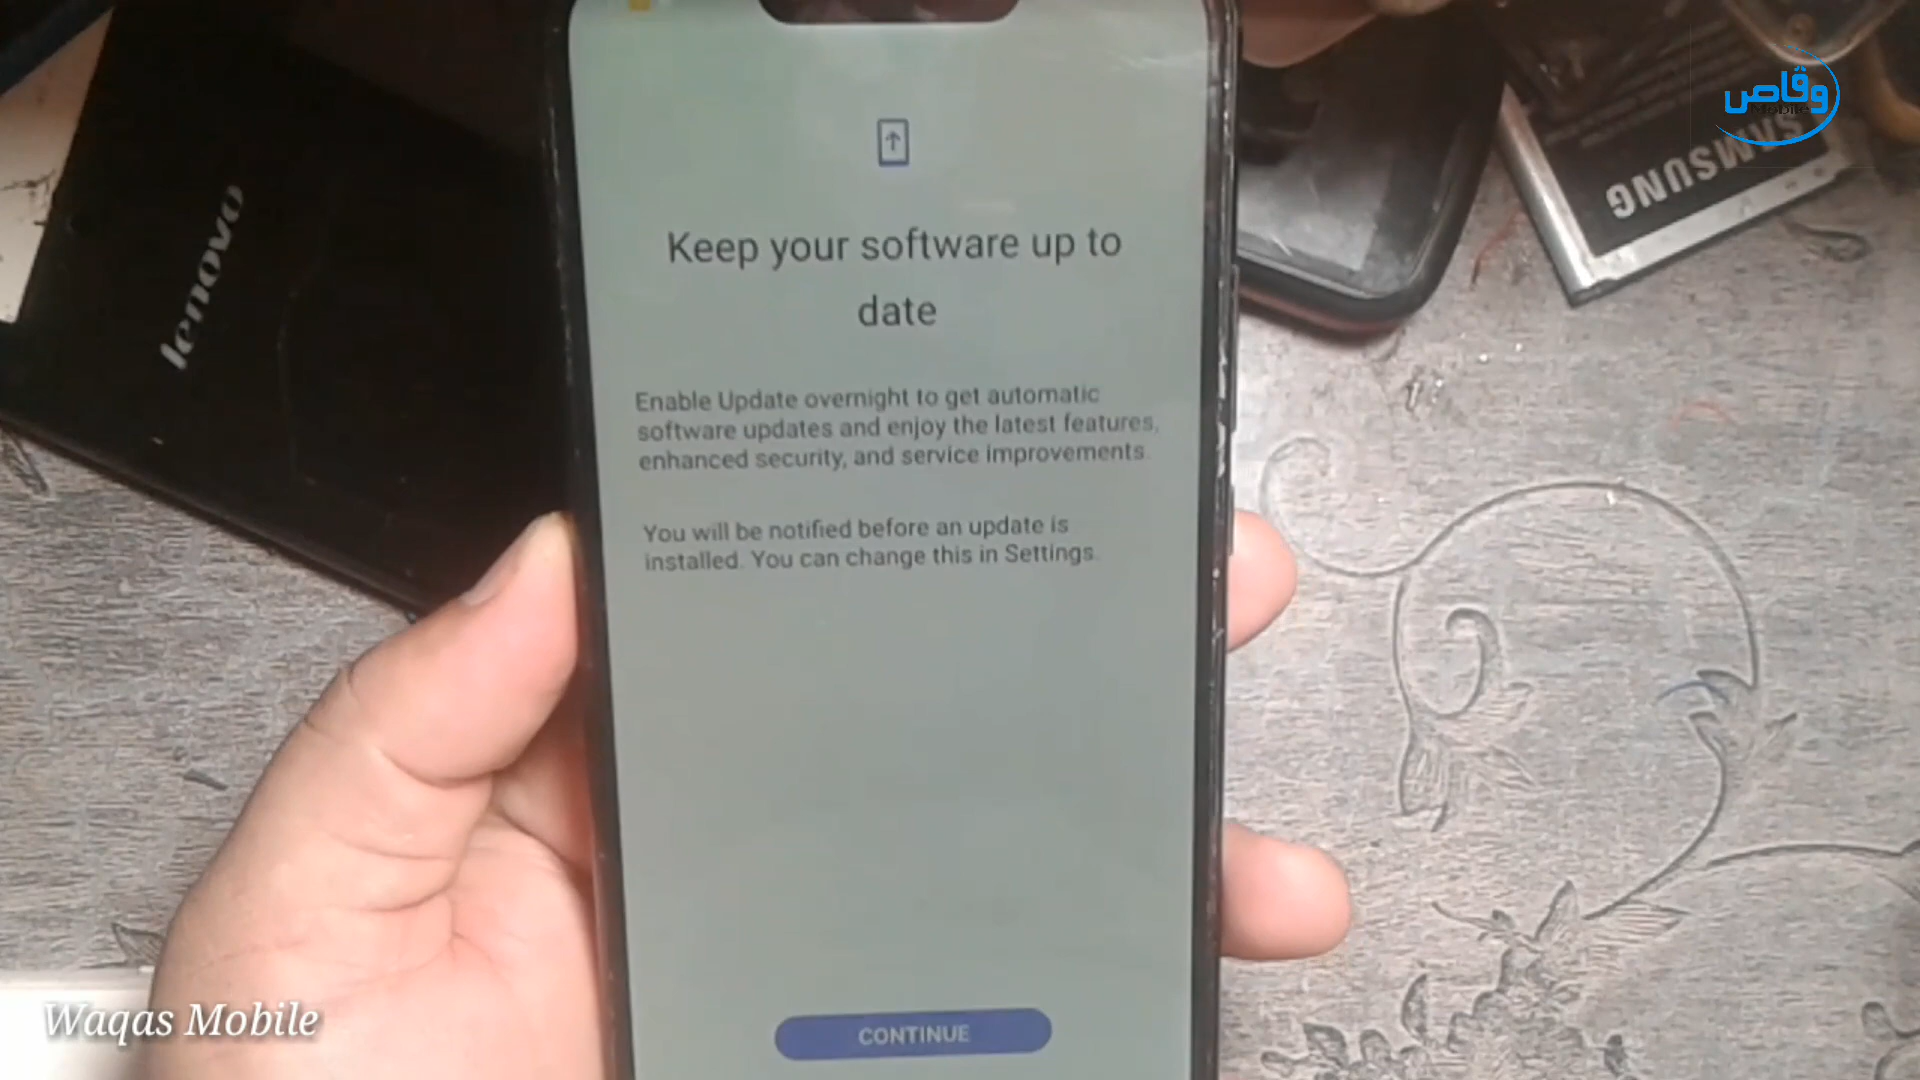 وقاص
Mobile
SAMSUNG
lenovo
Keep your software up to
date
Enable Update overnight to get automatic
software updates and enjoy the latest features,
enhanced security, and service improvements.
You will be notified before an update is
installed. You can change this in Settings.
CONTINUE
Waqas Mobile